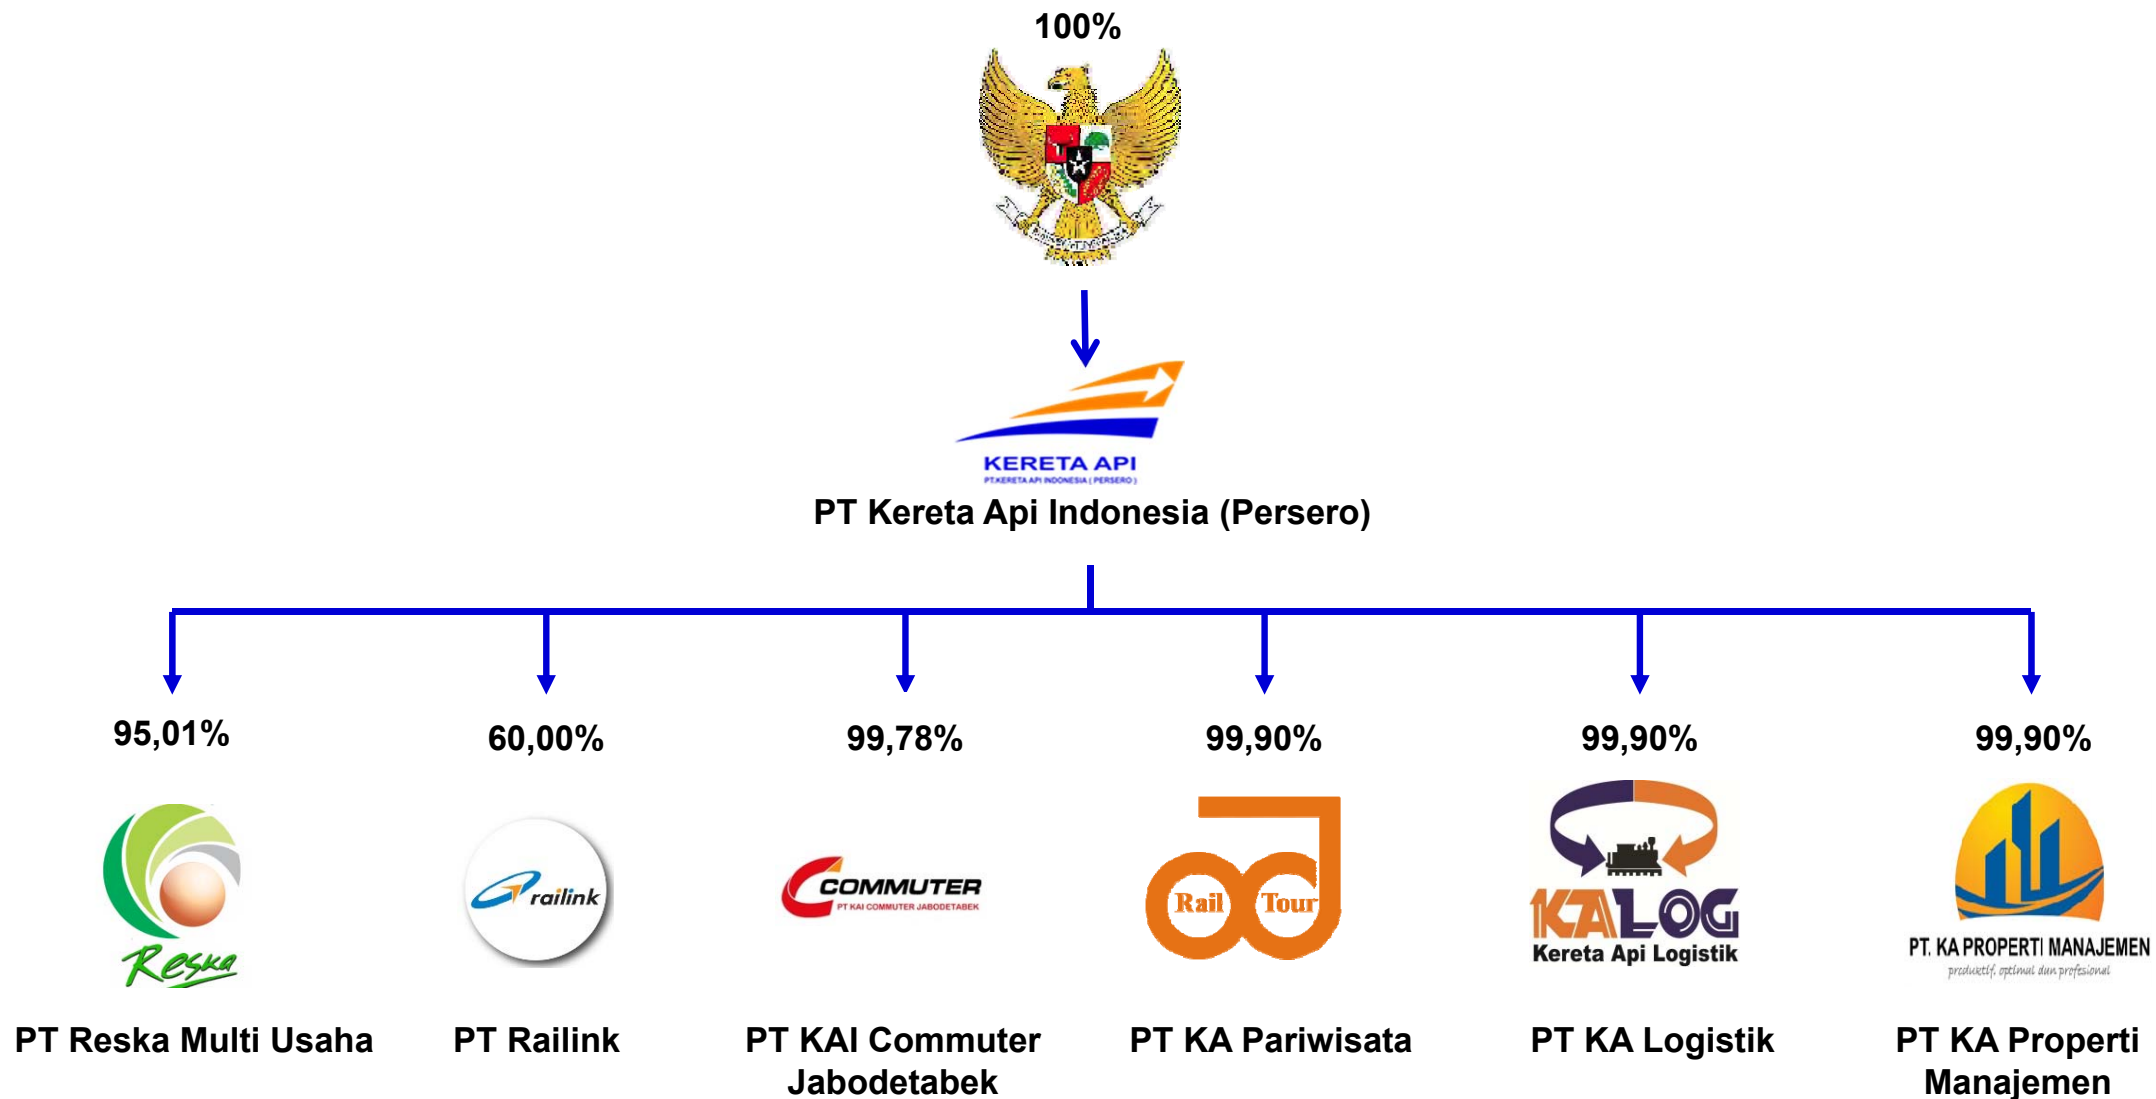 100%
KERETA API
PT.KERETA API INDONESIA ( PERSERO )
PT Kereta Api Indonesia (Persero)
95,01%
60,00%
99,78%
99,90%
99,90%
99,90%
Reska
railink
COMMUTER
PT KAI COMMUTER JABODETABEK
Rail Tour
KALOG
Kereta Api Logistik
PT. KA PROPERTI MANAJEMEN
produktif, optimal dan profesional
PT Reska Multi Usaha
PT Railink
PT KAI Commuter
Jabodetabek
PT KA Pariwisata
PT KA Logistik
PT KA Properti
Manajemen